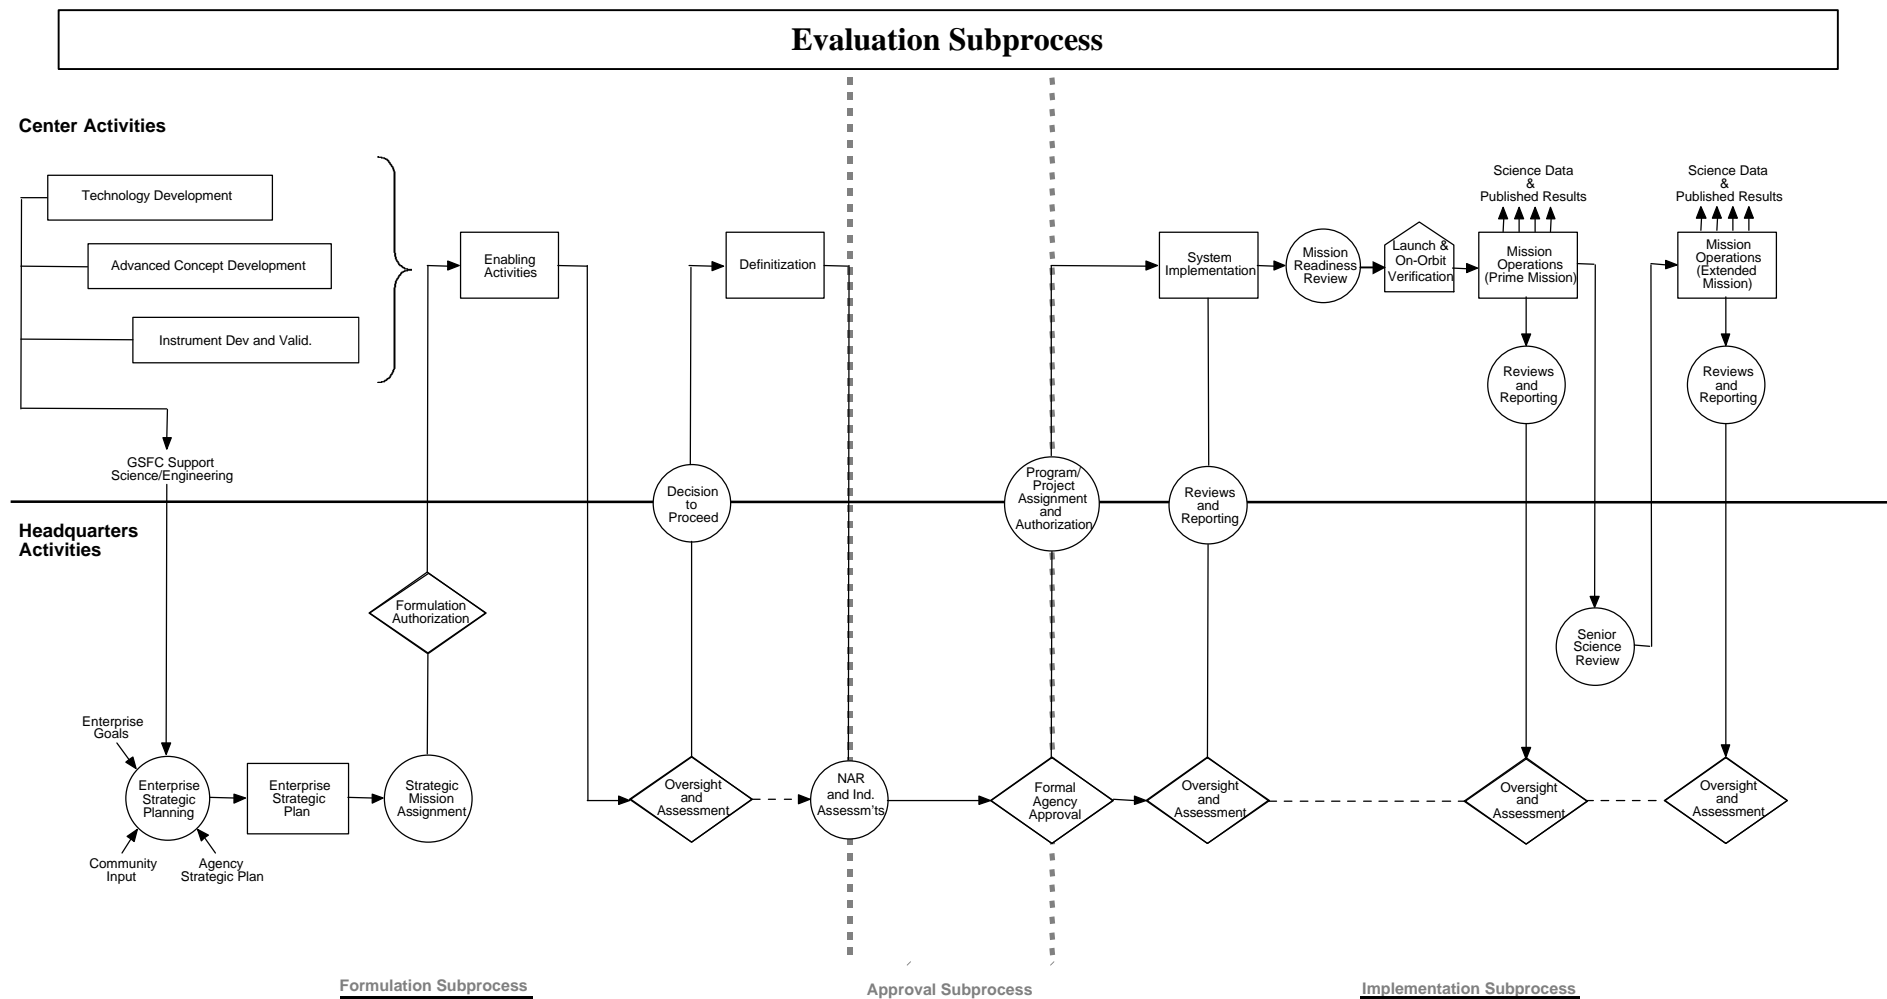 Evaluation Subprocess
Center Activities
Technology Development
Advanced Concept Development
Instrument Dev and Valid.
GSFC Support
Science/Engineering
Enabling
Activities
Definitization
System
Implementation
Mission
Readiness
Review
Launch &
On-Orbit
Verification
Science Data
&
Published Results
Mission
Operations
(Prime Mission)
Science Data
&
Published Results
Mission
Operations
(Extended
Mission)
Reviews
and
Reporting
Reviews
and
Reporting
Decision
to
Proceed
Program/
Project
Assignment
and
Authorization
Reviews
and
Reporting
Headquarters
Activities
Formulation
Authorization
Senior
Science
Review
Enterprise
Goals
Enterprise
Strategic
Planning
Community
Input
Agency
Strategic Plan
Enterprise
Strategic
Plan
Strategic
Mission
Assignment
Oversight
and
Assessment
NAR
and Ind.
Assessm'ts
Formal
Agency
Approval
Oversight
and
Assessment
Oversight
and
Assessment
Oversight
and
Assessment
Formulation Subprocess
Approval Subprocess
Implementation Subprocess